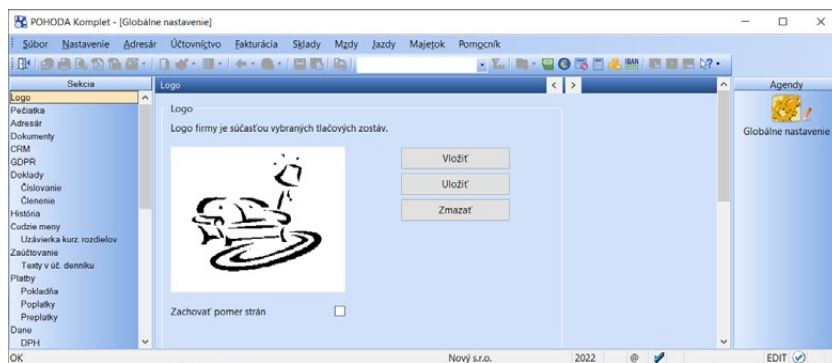 POHODA Komplet - [Globálne nastavenie]
Súbor Nastavenie Adresár Účtovníctvo Fakturácia Sklady Mzdy Jazdy Majetok Pomocník
IBAN
Sekcia
Logo
Pečiatka
Adresár
Dokumenty
CRM
GDPR
Doklady
Číslovanie
Členenie
História
Cudzie meny
Uzávierka kurz. rozdielov
Zaúčtovanie
Texty v úč. denníku
Platby
Pokladňa
Poplatky
Preplatky
Dane
DPH
Logo
Logo
Logo firmy je súčasťou vybraných tlačových zostáv.
Vložiť
Uložiť
Zmazať
Zachovať pomer strán
Agendy
Globálne nastavenie
OK Nový s.r.o. 2022 @ EDIT